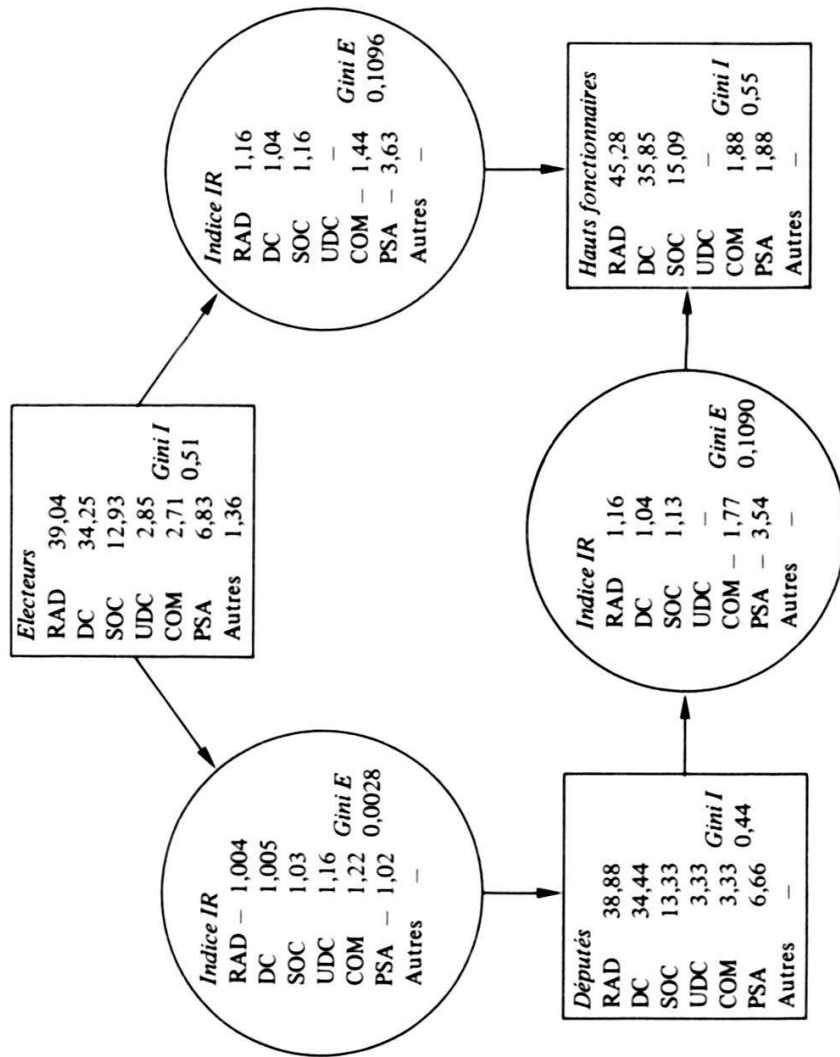 Electeurs
RAD 39,04
DC 34,25
SOC 12,93
UDC 2,85
COM 2,71 Gini I
PSA 6,83 0,51
Autres 1,36
Indice IR
RAD – 1,004
DC 1,005
SOC 1,03
UDC 1,16
COM 1,22 Gini E
PSA – 1,02 0,0028
Autres –
Indice IR
RAD 1,16
DC 1,04
SOC 1,16
UDC –
COM – 1,44 Gini E
PSA – 3,63 0,1096
Autres –
Députés
RAD 38,88
DC 34,44
SOC 13,33
UDC 3,33
COM 3,33 Gini I
PSA 6,66 0,44
Autres –
Indice IR
RAD 1,16
DC 1,04
SOC 1,13
UDC –
COM – 1,77 Gini E
PSA – 3,54 0,1090
Autres –
Hauts fonctionnaires
RAD 45,28
DC 35,85
SOC 15,09
UDC –
COM 1,88 Gini I
PSA 1,88 0,55
Autres –